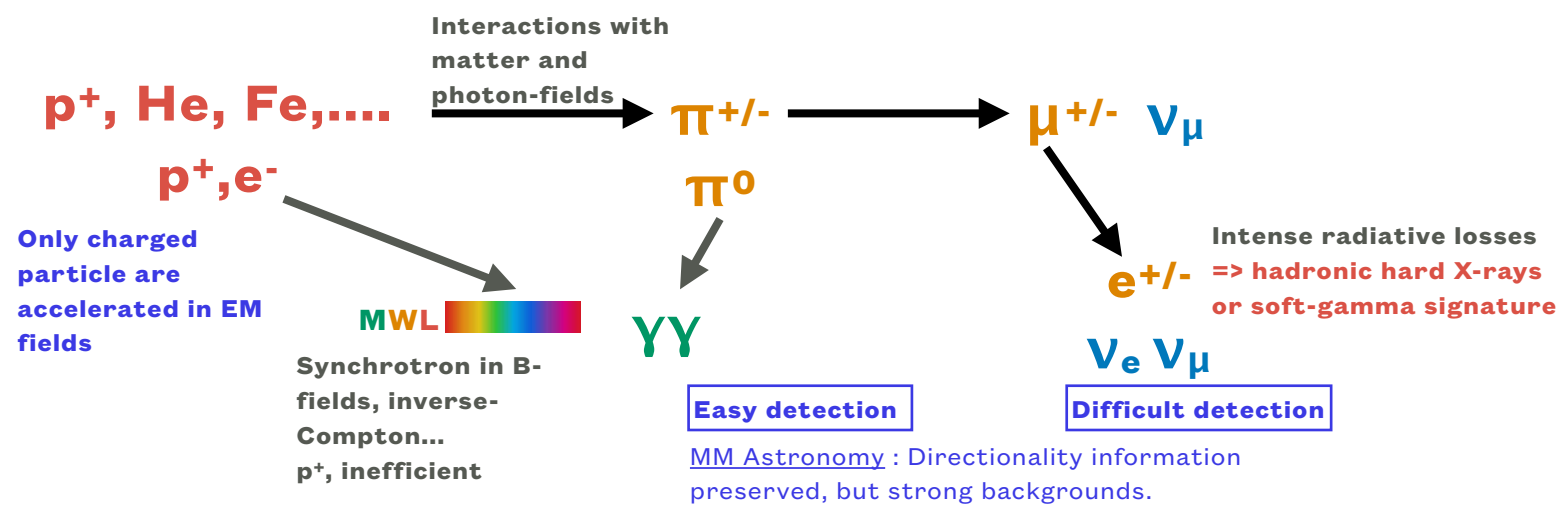 Interactions with
matter and
photon-fields
p⁺, He, Fe,....
π⁺/⁻
μ⁺/⁻ νμ
p⁺,e⁻
π⁰
Only charged
particle are
accelerated in EM
fields
Intense radiative losses
=> hadronic hard X-rays
or soft-gamma signature
e⁺/⁻
MWL
γγ
νe νμ
Synchrotron in B-
fields, inverse-
Compton...
p⁺, inefficient
Easy detection
Difficult detection
MM Astronomy : Directionality information
preserved, but strong backgrounds.